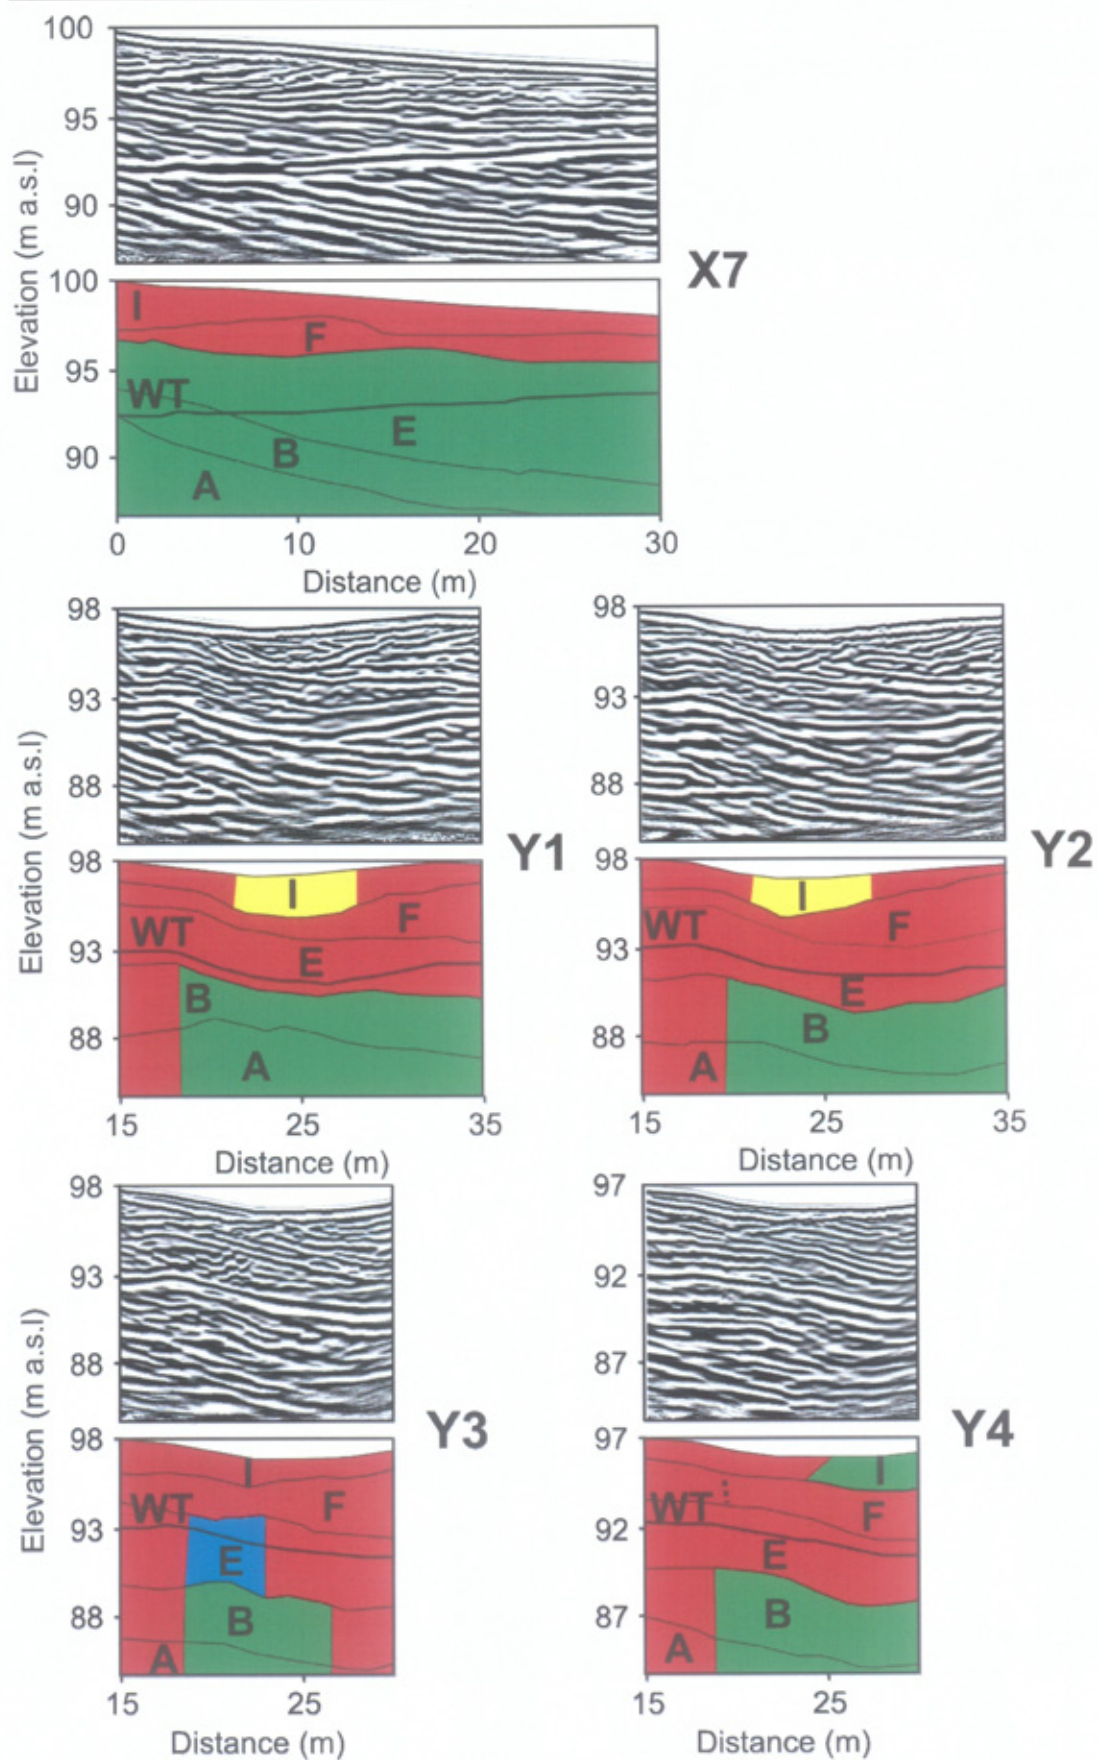 100
95
90
Elevation (m a.s.l)
X7
100
95
90
I
F
WT
E
B
A
0 10 20 30
Distance (m)
98
93
88
Elevation (m a.s.l)
Y1
98
93
88
I
F
WT
E
B
A
15 25 35
Distance (m)
98
93
88
Y2
98
93
88
I
F
WT
E
B
A
15 25 35
Distance (m)
98
93
88
Elevation (m a.s.l)
Y3
98
93
88
I
F
WT
E
B
A
15 25
Distance (m)
97
92
87
Y4
97
92
87
I
F
WT
E
B
A
15 25
Distance (m)